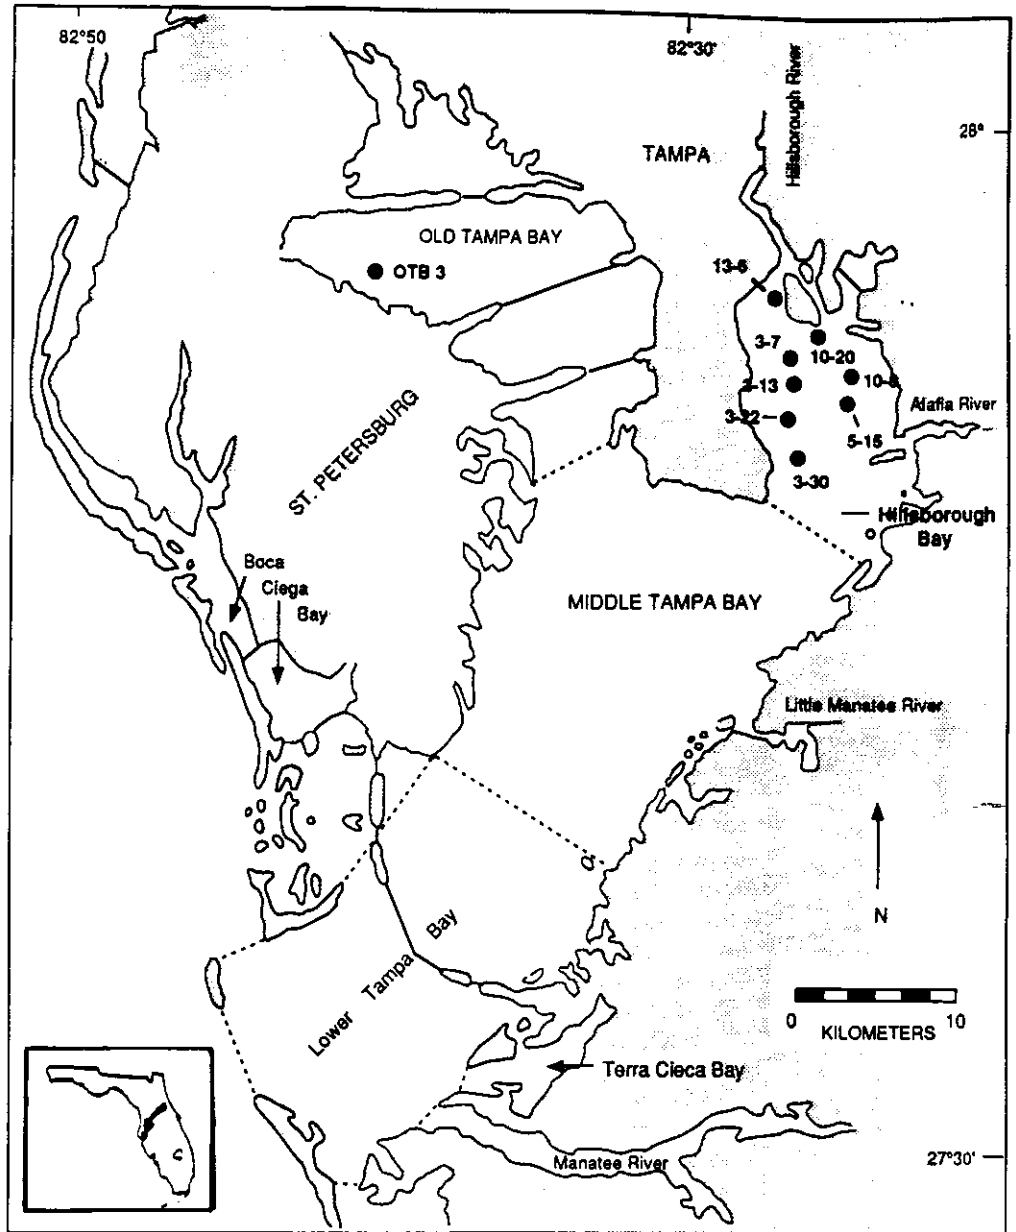 82°50
82°30'
Hillsborough River
28°
TAMPA
OLD TAMPA BAY
OTB 3
13-6
3-7
10-20
3-22
5-15
3-30
Alafia River
ST. PETERSBURG
Hillsborough
Bay
Boca
Ciega
Bay
MIDDLE TAMPA BAY
Little Manatee River
N
Lower Tampa Bay
0
10
KILOMETERS
Terra Cieca Bay
Manatee River
27°30'